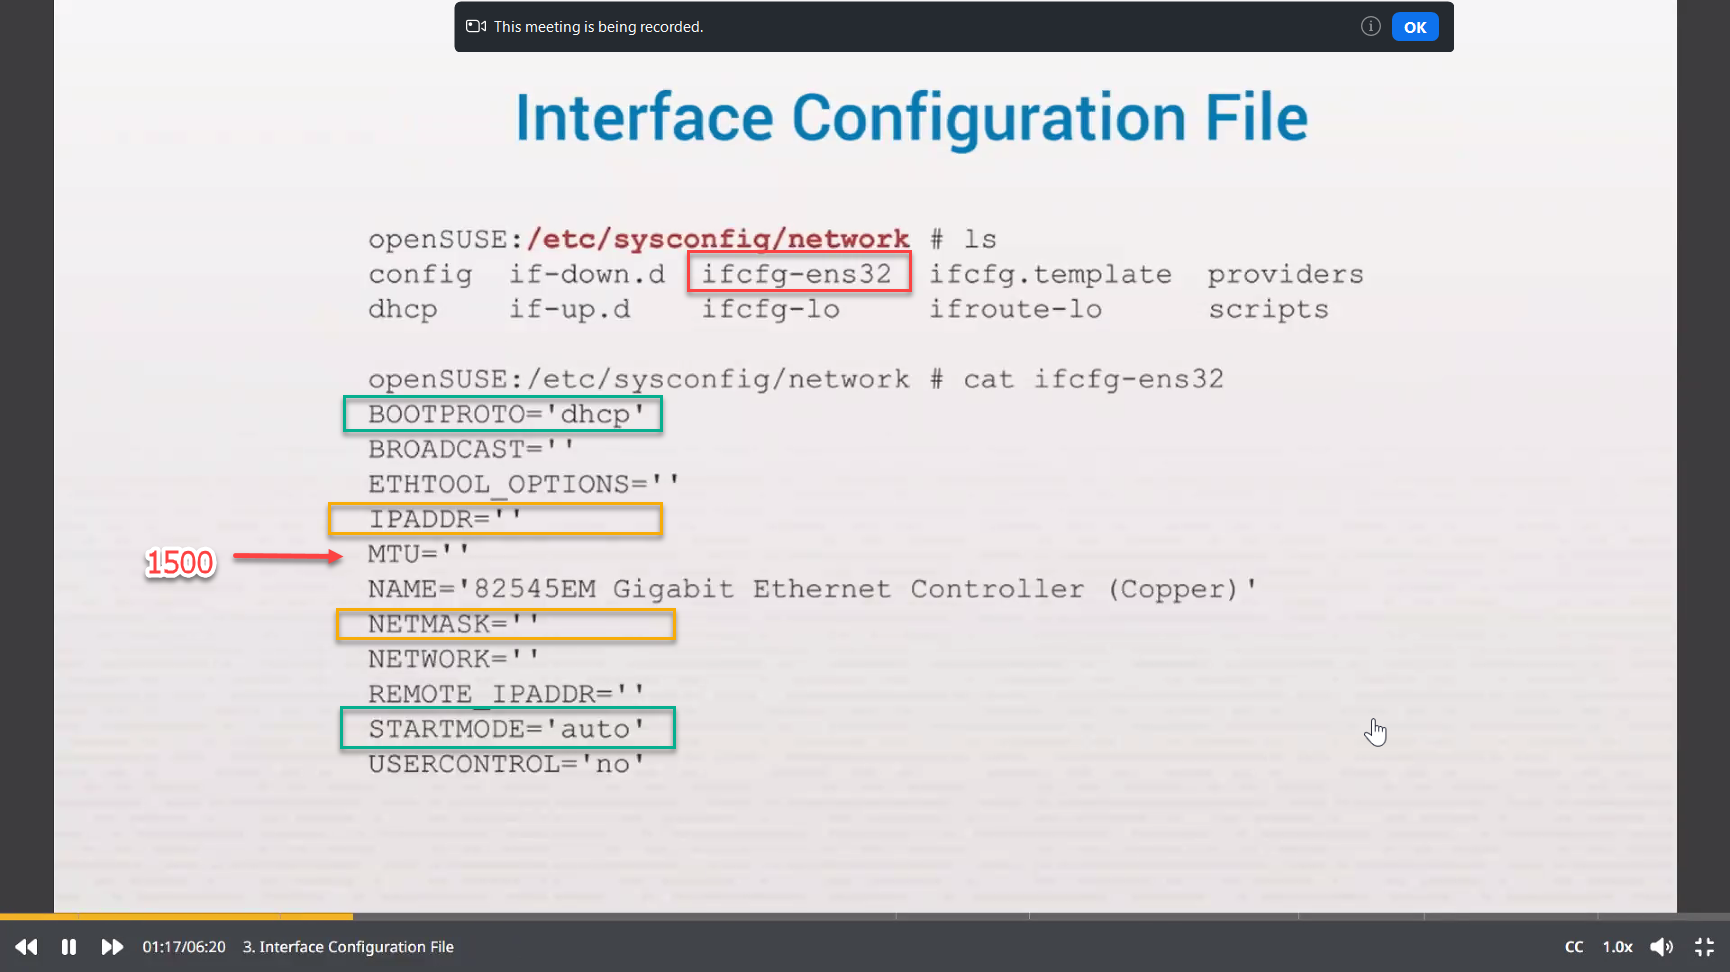 This meeting is being recorded.
OK
Interface Configuration File
openSUSE:/etc/sysconfig/network # ls
config if-down.d ifcfg-ens32 ifcfg.template providers
dhcp if-up.d ifcfg-lo ifroute-lo scripts
openSUSE:/etc/sysconfig/network # cat ifcfg-ens32
BOOTPROTO='dhcp'
BROADCAST=''
ETHTOOL_OPTIONS=''
IPADDR=''
1500
MTU=''
NAME='82545EM Gigabit Ethernet Controller (Copper)'
NETMASK=''
NETWORK=''
REMOTE_IPADDR=''
STARTMODE='auto'
USERCONTROL='no'
01:17/06:20 3. Interface Configuration File
CC 1.0x